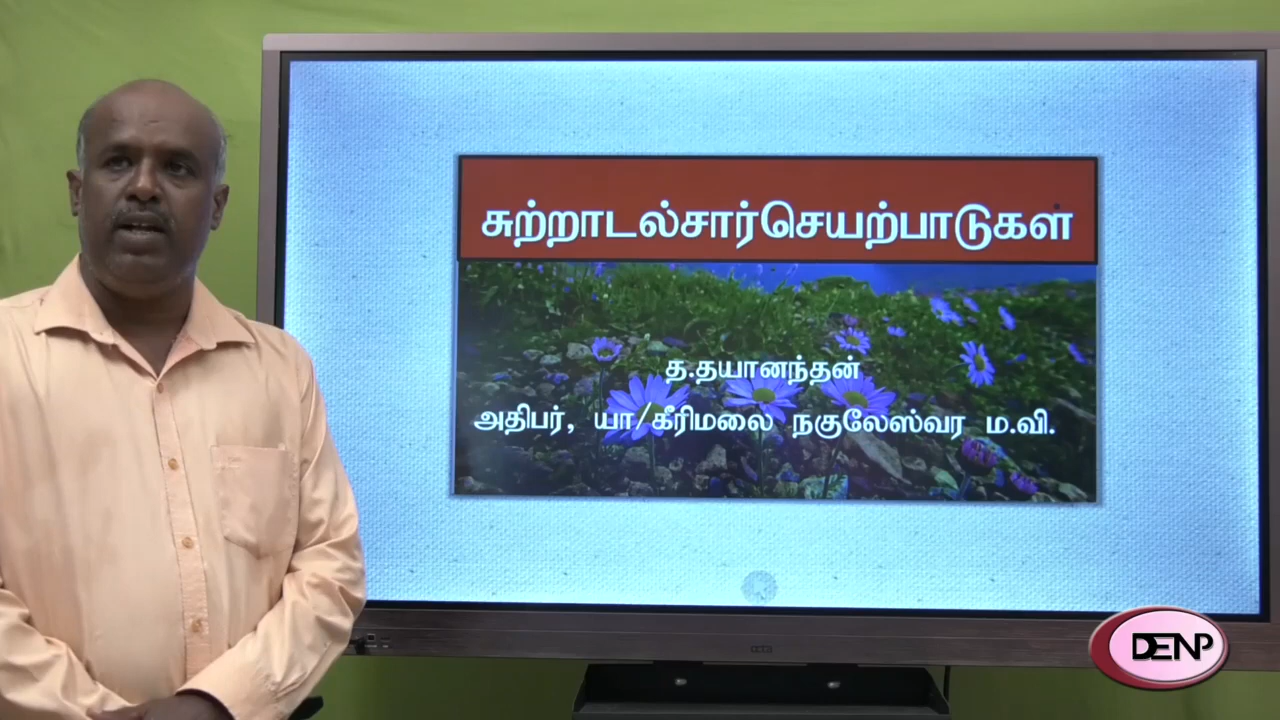 சுற்றாடல்சார்செயற்பாடுகள்
த.தயானந்தன்
அதிபர், யா/கீரிமலை நகுலேஸ்வர ம.வி.
DENP